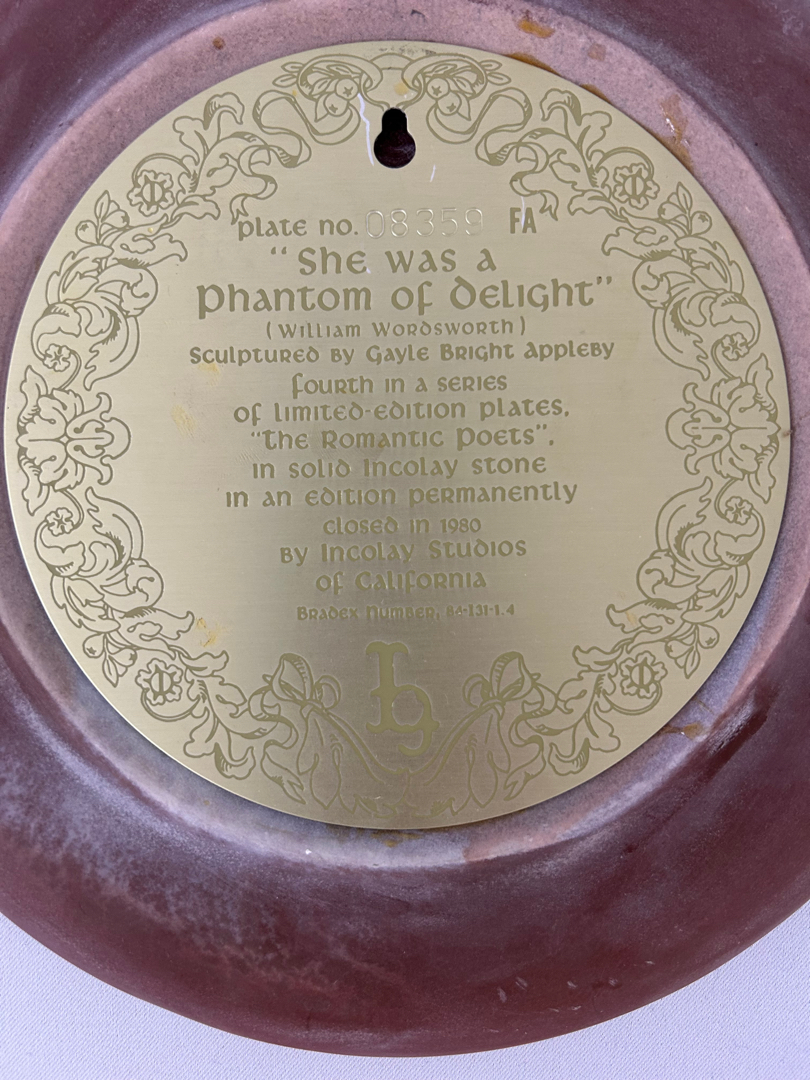 Plate no. 08359 FA
"She was a
Phantom of Delight"
(William Wordsworth)
Sculptured by Gayle Bright Appleby
Fourth in a series
of limited-edition plates,
"The Romantic Poets",
in solid Incolay stone
in an edition permanently
closed in 1980
By Incolay Studios
of California
Bradex Number, 84-I31-1.4